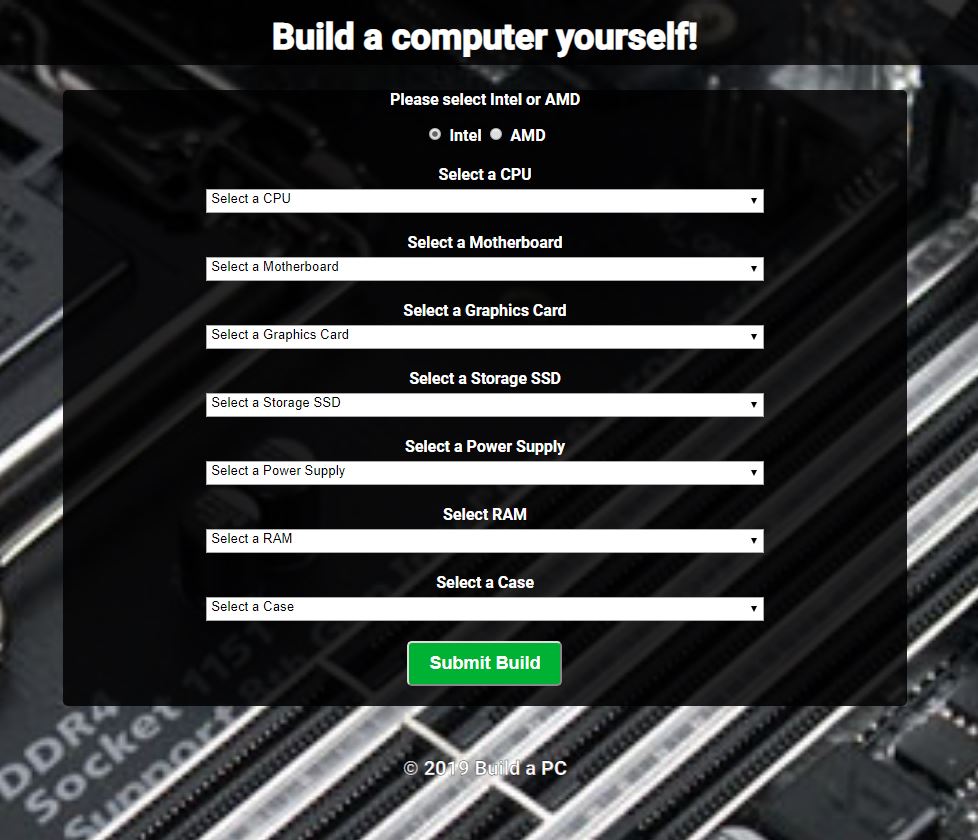 Build a computer yourself!
Please select Intel or AMD
Intel AMD
Select a CPU
Select a CPU
Select a Motherboard
Select a Motherboard
Select a Graphics Card
Select a Graphics Card
Select a Storage SSD
Select a Storage SSD
Select a Power Supply
Select a Power Supply
Select RAM
Select a RAM
Select a Case
Select a Case
Submit Build
DDR4
Socket 1151
Support
© 2019 Build a PC